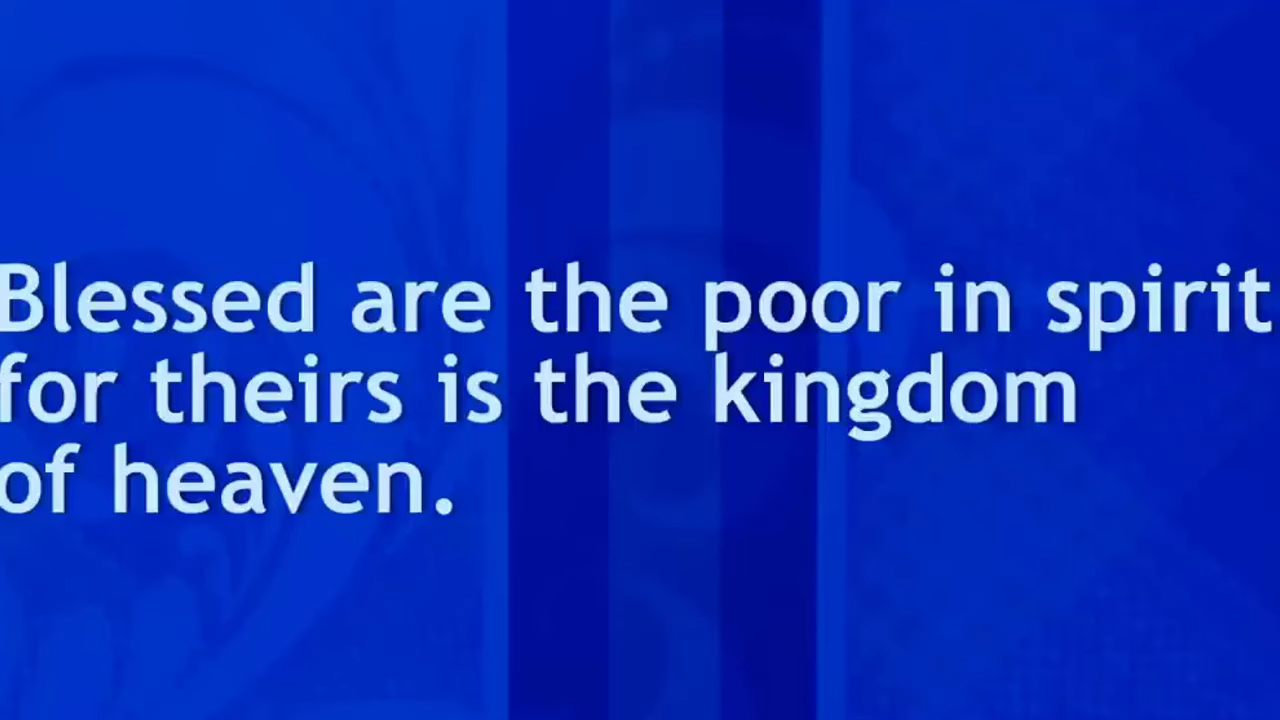 Blessed are the poor in spirit
for theirs is the kingdom
of heaven.